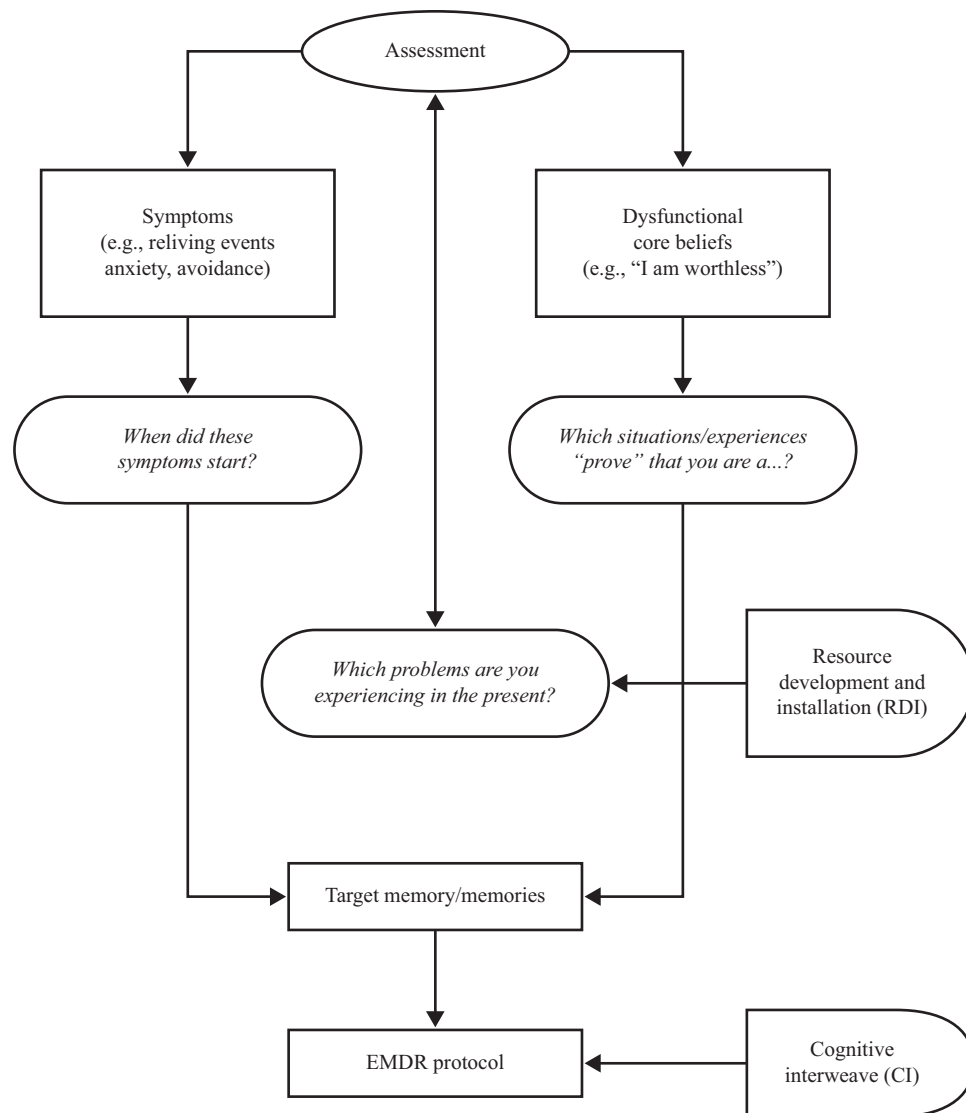 Assessment
Symptoms
(e.g., reliving events
anxiety, avoidance)
Dysfunctional
core beliefs
(e.g., “I am worthless”)
When did these
symptoms start?
Which situations/experiences
“prove” that you are a...?
Which problems are you
experiencing in the present?
Resource
development and
installation (RDI)
Target memory/memories
EMDR protocol
Cognitive
interweave (CI)